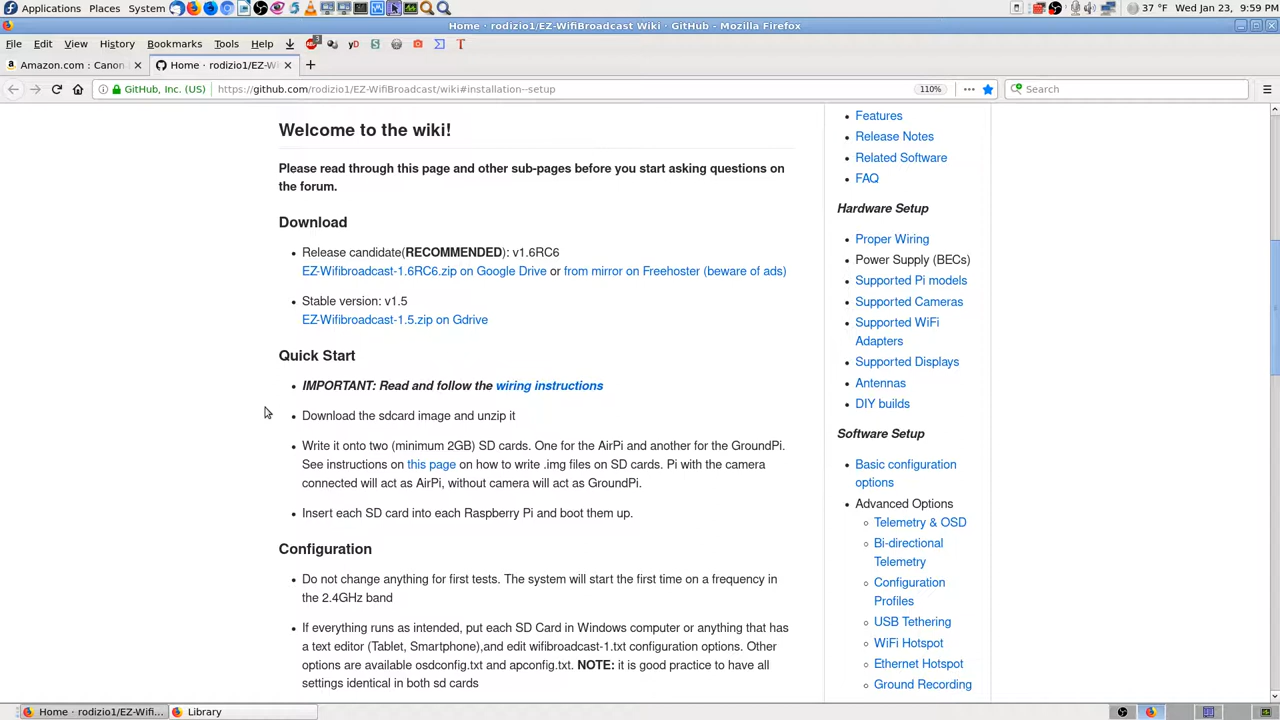 Applications Places System 37 °F Wed Jan 23, 9:59 PM
Home · rodizio1/EZ-WifiBroadcast Wiki · GitHub - Mozilla Firefox
File Edit View History Bookmarks Tools Help
Amazon.com : Canon Home · rodizio1/EZ-Wi
GitHub, Inc. (US) https://github.com/rodizio1/EZ-WifiBroadcast/wiki#installation--setup 110% Search
Welcome to the wiki!
Please read through this page and other sub-pages before you start asking questions on
the forum.
Download
Release candidate(RECOMMENDED): v1.6RC6
EZ-Wifibroadcast-1.6RC6.zip on Google Drive or from mirror on Freehoster (beware of ads)
Stable version: v1.5
EZ-Wifibroadcast-1.5.zip on Gdrive
Quick Start
IMPORTANT: Read and follow the wiring instructions
Download the sdcard image and unzip it
Write it onto two (minimum 2GB) SD cards. One for the AirPi and another for the GroundPi.
See instructions on this page on how to write .img files on SD cards. Pi with the camera
connected will act as AirPi, without camera will act as GroundPi.
Insert each SD card into each Raspberry Pi and boot them up.
Configuration
Do not change anything for first tests. The system will start the first time on a frequency in
the 2.4GHz band
If everything runs as intended, put each SD Card in Windows computer or anything that has
a text editor (Tablet, Smartphone),and edit wifibroadcast-1.txt configuration options. Other
options are available osdconfig.txt and apconfig.txt. NOTE: it is good practice to have all
settings identical in both sd cards
Features
Release Notes
Related Software
FAQ
Hardware Setup
Proper Wiring
Power Supply (BECs)
Supported Pi models
Supported Cameras
Supported WiFi
Adapters
Supported Displays
Antennas
DIY builds
Software Setup
Basic configuration
options
Advanced Options
Telemetry & OSD
Bi-directional
Telemetry
Configuration
Profiles
USB Tethering
WiFi Hotspot
Ethernet Hotspot
Ground Recording
Home · rodizio1/EZ-Wifi... Library